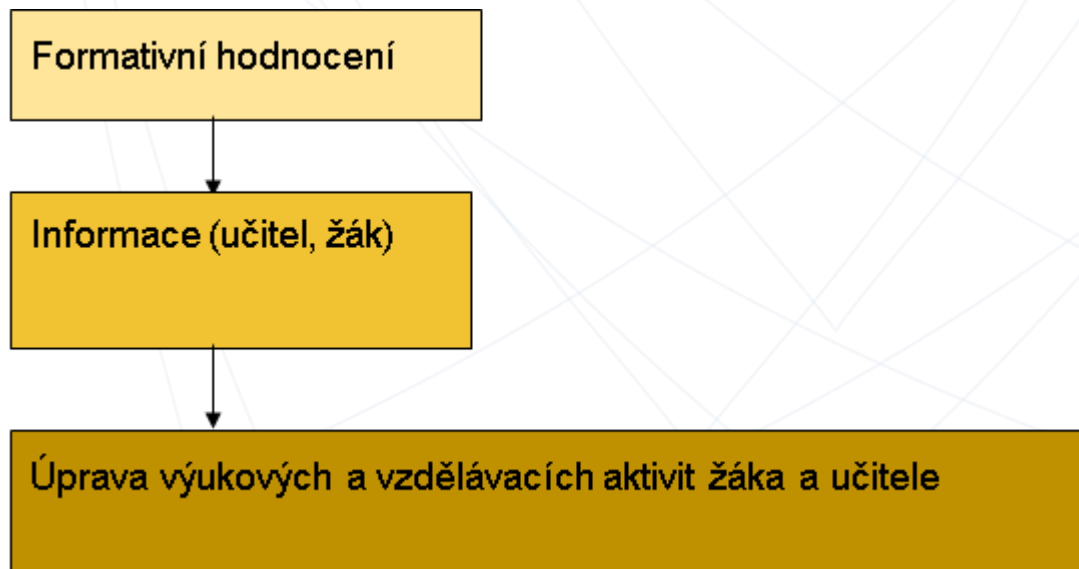 Formativní hodnocení
Informace (učitel, žák)
Úprava výukových a vzdělávacích aktivit žáka a učitele